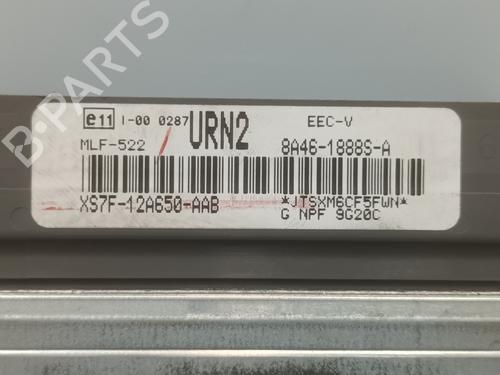 e11 I-00 0287 URN2 EEC-V
MLF-522 8A46-1888S-A
XS7F-12A650-AAB *JTSXM6CF5FWN*
G NPF 9G20C
B-PARTS